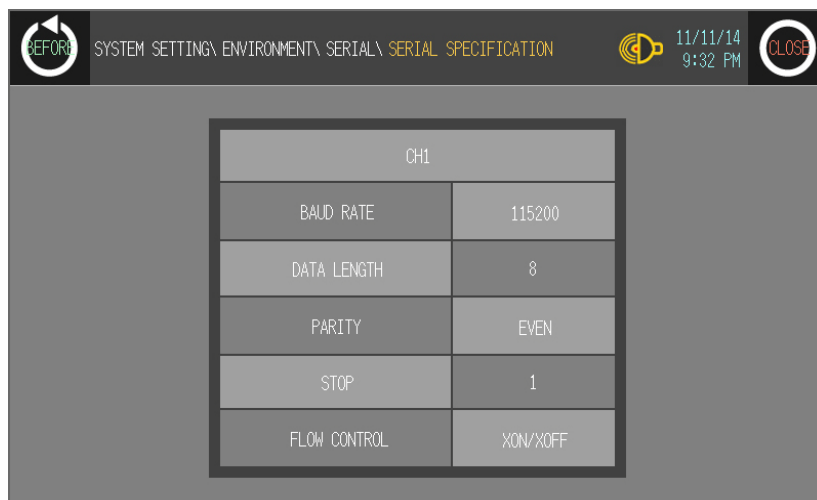 BEFORE
SYSTEM SETTING\ ENVIRONMENT\ SERIAL\ SERIAL SPECIFICATION
11/11/14
9:32 PM
CLOSE
CH1
BAUD RATE 115200
DATA LENGTH 8
PARITY EVEN
STOP 1
FLOW CONTROL XON/XOFF